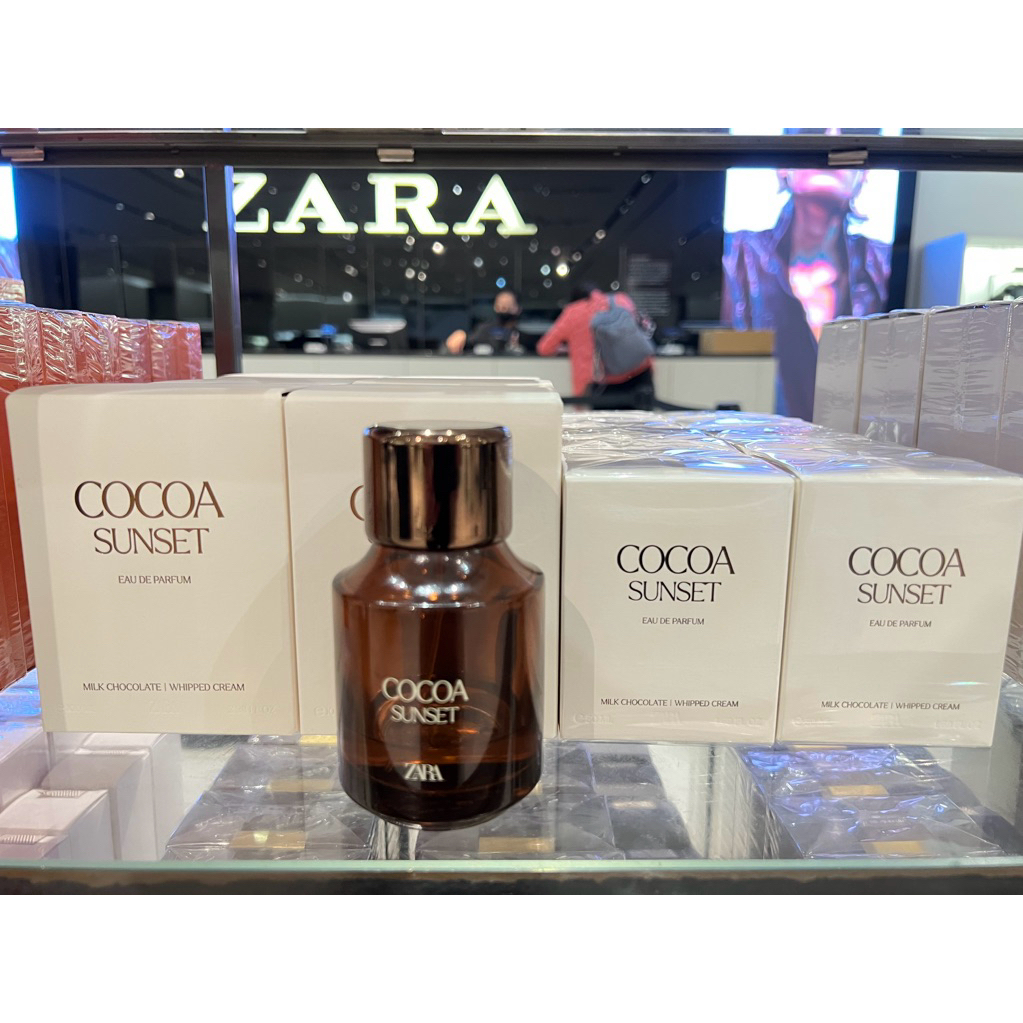 ZARA
COCOA
SUNSET
EAU DE PARFUM
MILK CHOCOLATE | WHIPPED CREAM
COCOA
SUNSET
ZARA
COCOA
SUNSET
EAU DE PARFUM
MILK CHOCOLATE | WHIPPED CREAM
COCOA
SUNSET
EAU DE PARFUM
MILK CHOCOLATE | WHIPPED CREAM